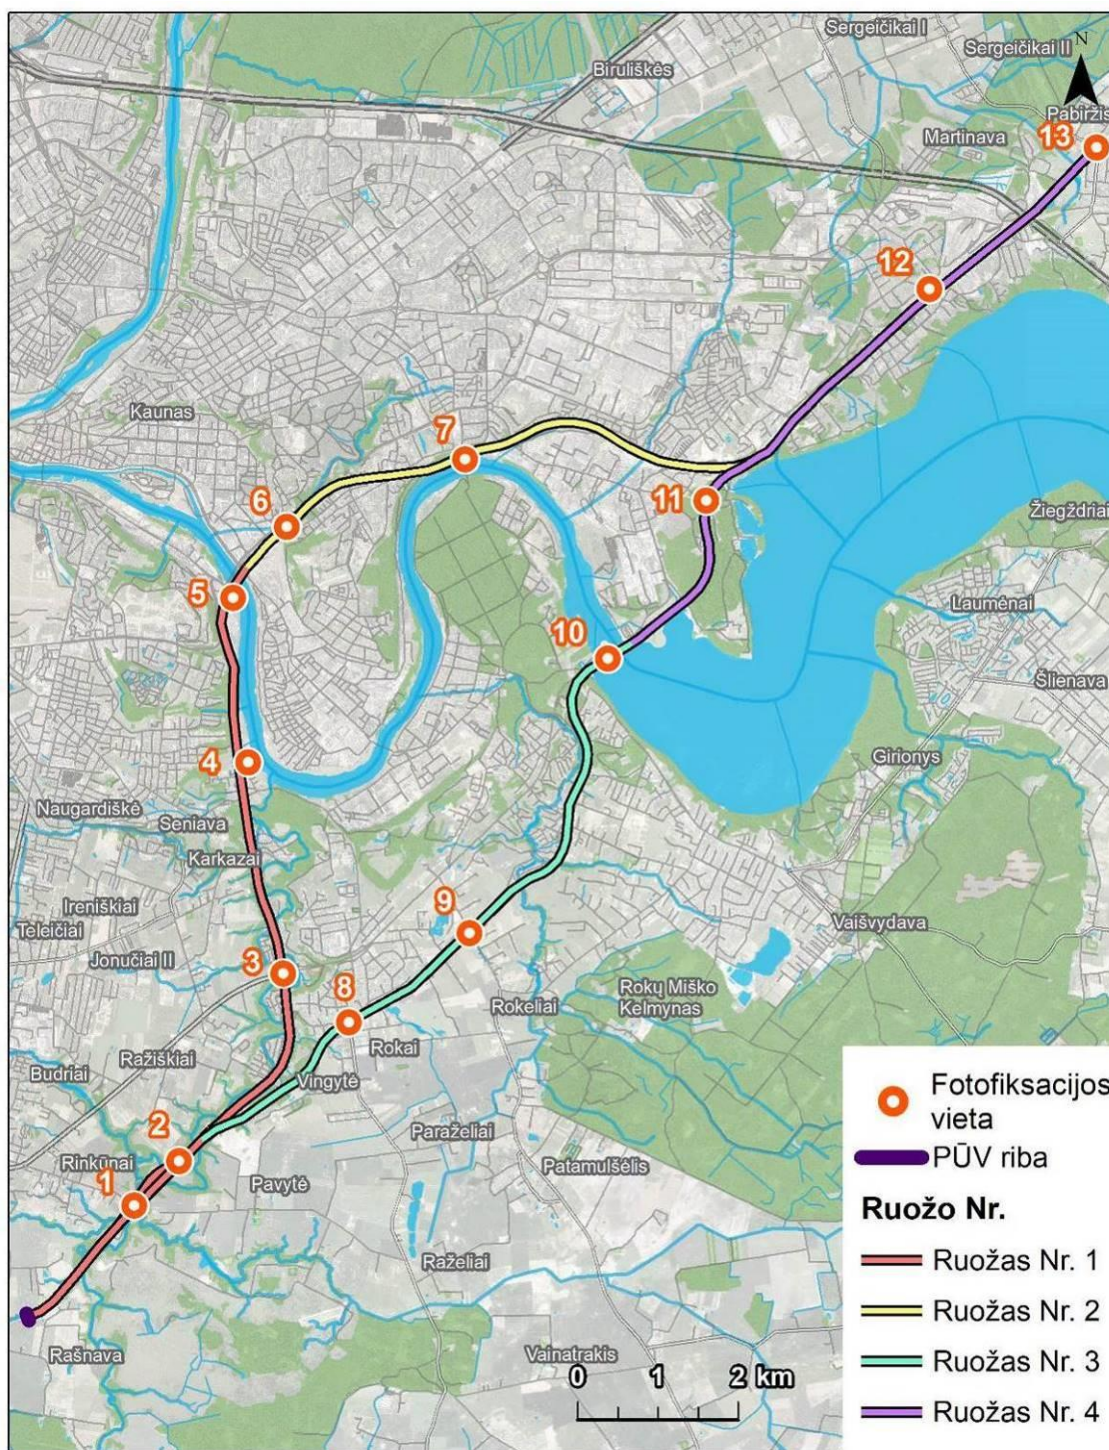 Sergeičikai I
N
Sergeičikai II
Biruliškės
Pabiržis
Martinava
13
12
Kaunas
7
11
6
Žiegždriai
5
Laumėnai
10
Šlienava
4
Girionys
Naugardiškė
Seniava
Karkazai
9
Ireniškiai
Teleičiai
Vaišvydava
Jonučiai II
3
8
Rokų Miško
Kelmynas
Rokeliai
Rokai
Ražiškiai
Budriai
Vingytė
2
Paraželiai
Rinkūnai
Patamulšėlis
Pavytė
1
Raželiai
Rašnava
Vainatrakis
0 1 2 km
Fotofiksacijos
vieta
PŪV riba
Ruožo Nr.
Ruožas Nr. 1
Ruožas Nr. 2
Ruožas Nr. 3
Ruožas Nr. 4